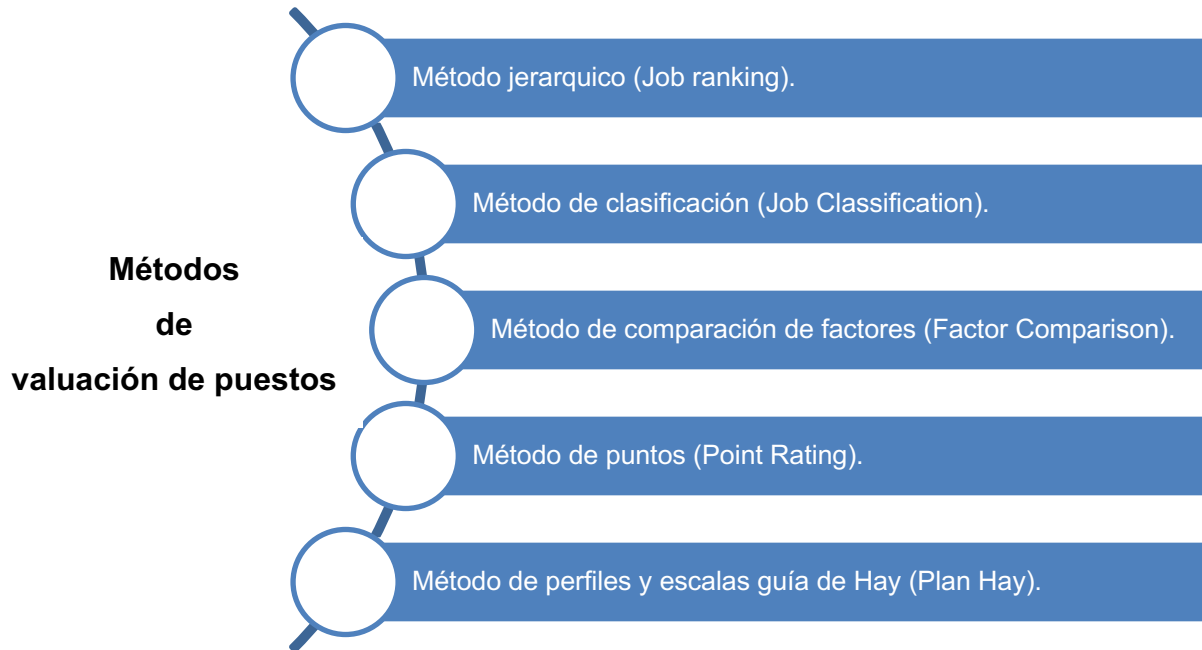 Métodos
de
valuación de puestos
Método jerarquico (Job ranking).
Método de clasificación (Job Classification).
Método de comparación de factores (Factor Comparison).
Método de puntos (Point Rating).
Método de perfiles y escalas guía de Hay (Plan Hay).